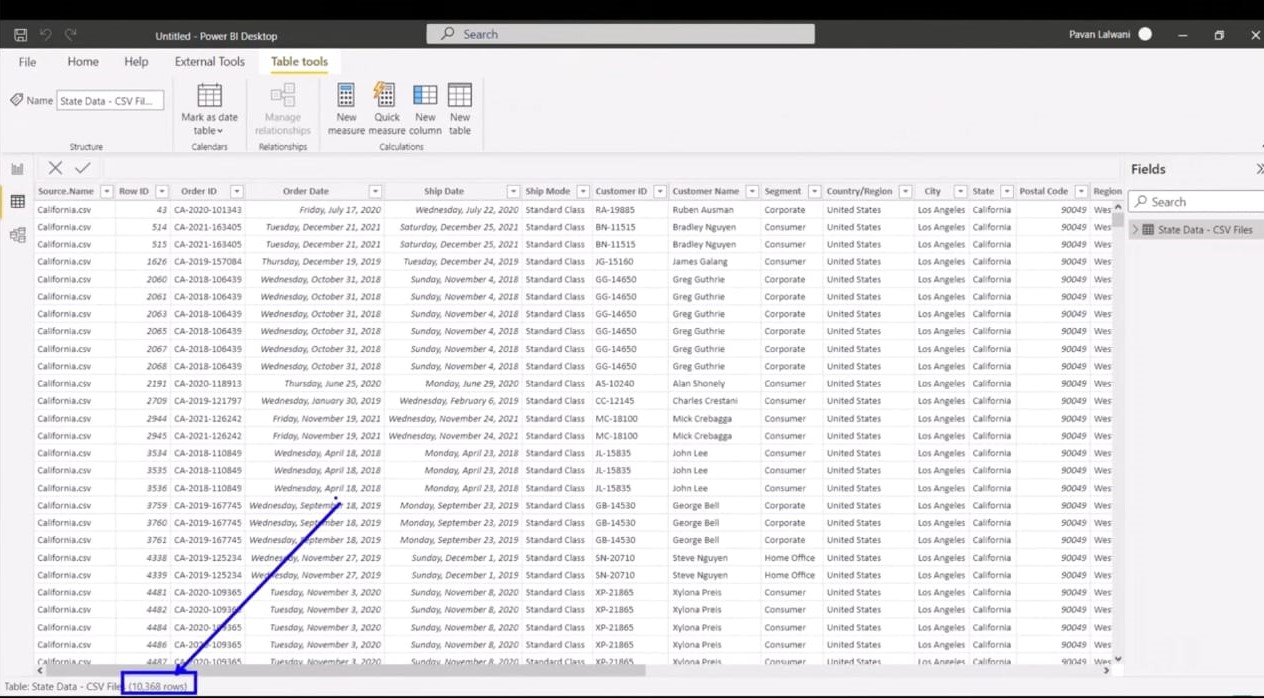 Untitled - Power BI Desktop
Search
Pavan Lalwani
File Home Help External Tools Table tools
Name State Data - CSV Fil...
Mark as date table
Manage relationships
New measure
Quick measure
New column
New table
Structure Calendars Relationships Calculations
Fields
Search
State Data - CSV Files
Source.Name Row ID Order ID Order Date Ship Date Ship Mode Customer ID Customer Name Segment Country/Region City State Postal Code Region
California.csv 43 CA-2020-101343 Friday, July 17, 2020 Wednesday, July 22, 2020 Standard Class RA-19885 Ruben Ausman Corporate United States Los Angeles California 90049 Wes
California.csv 514 CA-2021-163405 Tuesday, December 21, 2021 Saturday, December 25, 2021 Standard Class BN-11515 Bradley Nguyen Consumer United States Los Angeles California 90049 Wes
California.csv 515 CA-2021-163405 Tuesday, December 21, 2021 Saturday, December 25, 2021 Standard Class BN-11515 Bradley Nguyen Consumer United States Los Angeles California 90049 Wes
California.csv 1626 CA-2019-157084 Thursday, December 19, 2019 Tuesday, December 24, 2019 Standard Class JG-15160 James Galang Consumer United States Los Angeles California 90049 Wes
California.csv 2060 CA-2018-106439 Wednesday, October 31, 2018 Sunday, November 4, 2018 Standard Class GG-14650 Greg Guthrie Corporate United States Los Angeles California 90049 Wes
California.csv 2061 CA-2018-106439 Wednesday, October 31, 2018 Sunday, November 4, 2018 Standard Class GG-14650 Greg Guthrie Corporate United States Los Angeles California 90049 Wes
California.csv 2063 CA-2018-106439 Wednesday, October 31, 2018 Sunday, November 4, 2018 Standard Class GG-14650 Greg Guthrie Corporate United States Los Angeles California 90049 Wes
California.csv 2065 CA-2018-106439 Wednesday, October 31, 2018 Sunday, November 4, 2018 Standard Class GG-14650 Greg Guthrie Corporate United States Los Angeles California 90049 Wes
California.csv 2067 CA-2018-106439 Wednesday, October 31, 2018 Sunday, November 4, 2018 Standard Class GG-14650 Greg Guthrie Corporate United States Los Angeles California 90049 Wes
California.csv 2068 CA-2018-106439 Wednesday, October 31, 2018 Sunday, November 4, 2018 Standard Class GG-14650 Greg Guthrie Corporate United States Los Angeles California 90049 Wes
California.csv 2191 CA-2020-118913 Thursday, June 25, 2020 Monday, June 29, 2020 Standard Class AS-10240 Alan Shonely Consumer United States Los Angeles California 90049 Wes
California.csv 2709 CA-2019-121797 Wednesday, January 30, 2019 Wednesday, February 6, 2019 Standard Class CC-12145 Charles Crestani Consumer United States Los Angeles California 90049 Wes
California.csv 2944 CA-2021-126242 Friday, November 19, 2021 Wednesday, November 24, 2021 Standard Class MC-18100 Mick Crebagga Consumer United States Los Angeles California 90049 Wes
California.csv 2945 CA-2021-126242 Friday, November 19, 2021 Wednesday, November 24, 2021 Standard Class MC-18100 Mick Crebagga Consumer United States Los Angeles California 90049 Wes
California.csv 3534 CA-2018-110849 Wednesday, April 18, 2018 Monday, April 23, 2018 Standard Class JL-15835 John Lee Consumer United States Los Angeles California 90049 Wes
California.csv 3535 CA-2018-110849 Wednesday, April 18, 2018 Monday, April 23, 2018 Standard Class JL-15835 John Lee Consumer United States Los Angeles California 90049 Wes
California.csv 3536 CA-2018-110849 Wednesday, April 18, 2018 Monday, April 23, 2018 Standard Class JL-15835 John Lee Consumer United States Los Angeles California 90049 Wes
California.csv 3759 CA-2019-167745 Wednesday, September 18, 2019 Monday, September 23, 2019 Standard Class GB-14530 George Bell Corporate United States Los Angeles California 90049 Wes
California.csv 3760 CA-2019-167745 Wednesday, September 18, 2019 Monday, September 23, 2019 Standard Class GB-14530 George Bell Corporate United States Los Angeles California 90049 Wes
California.csv 3761 CA-2019-167745 Wednesday, September 18, 2019 Monday, September 23, 2019 Standard Class GB-14530 George Bell Corporate United States Los Angeles California 90049 Wes
California.csv 4338 CA-2019-125234 Wednesday, November 27, 2019 Sunday, December 1, 2019 Standard Class SN-20710 Steve Nguyen Home Office United States Los Angeles California 90049 Wes
California.csv 4339 CA-2019-125234 Wednesday, November 27, 2019 Sunday, December 1, 2019 Standard Class SN-20710 Steve Nguyen Home Office United States Los Angeles California 90049 Wes
California.csv 4481 CA-2020-109365 Tuesday, November 3, 2020 Sunday, November 8, 2020 Standard Class XP-21865 Xylona Preis Consumer United States Los Angeles California 90049 Wes
California.csv 4482 CA-2020-109365 Tuesday, November 3, 2020 Sunday, November 8, 2020 Standard Class XP-21865 Xylona Preis Consumer United States Los Angeles California 90049 Wes
California.csv 4484 CA-2020-109365 Tuesday, November 3, 2020 Sunday, November 8, 2020 Standard Class XP-21865 Xylona Preis Consumer United States Los Angeles California 90049 Wes
California.csv 4486 CA-2020-109365 Tuesday, November 3, 2020 Sunday, November 8, 2020 Standard Class XP-21865 Xylona Preis Consumer United States Los Angeles California 90049 Wes
California.csv 4487 CA-2020-109365 Tuesday, November 3, 2020 Sunday, November 8, 2020 Standard Class XP-21865 Xylona Preis Consumer United States Los Angeles California 90049 Wes
Table: State Data - CSV Files (10,368 rows)